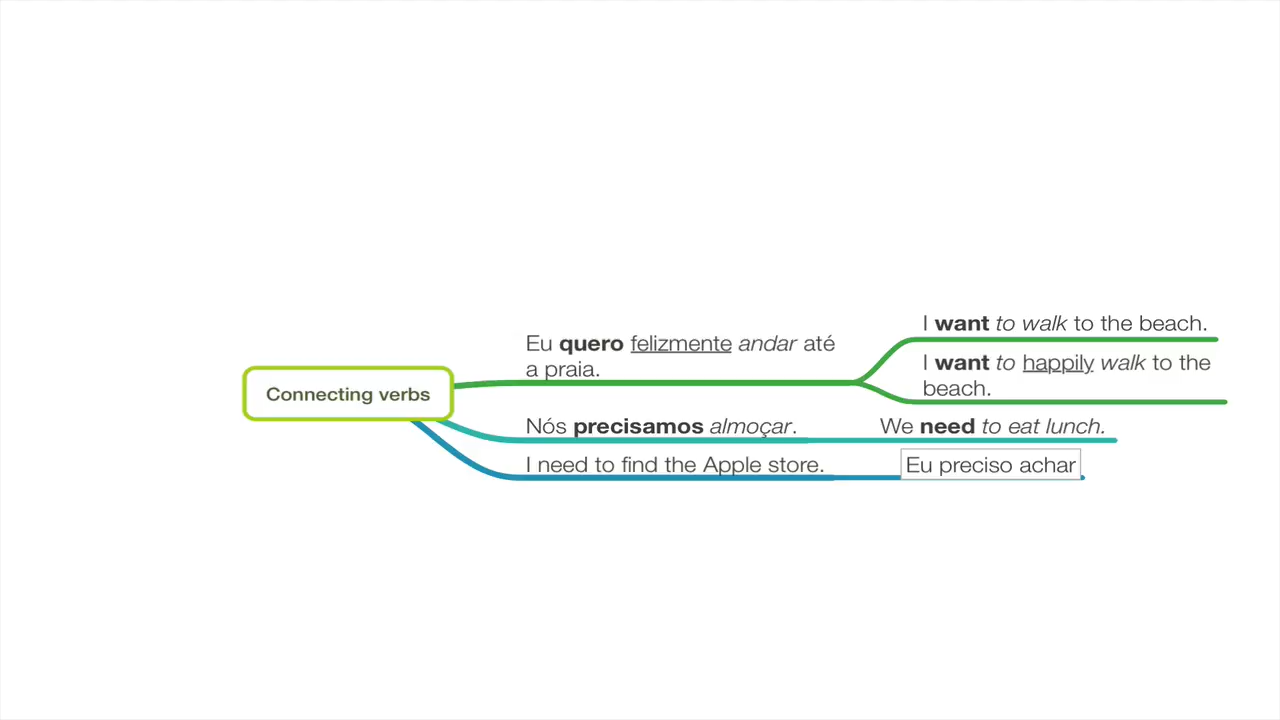 Connecting verbs
Eu quero felizmente andar até
a praia.
I want to walk to the beach.
I want to happily walk to the
beach.
Nós precisamos almoçar.
We need to eat lunch.
I need to find the Apple store.
Eu preciso achar